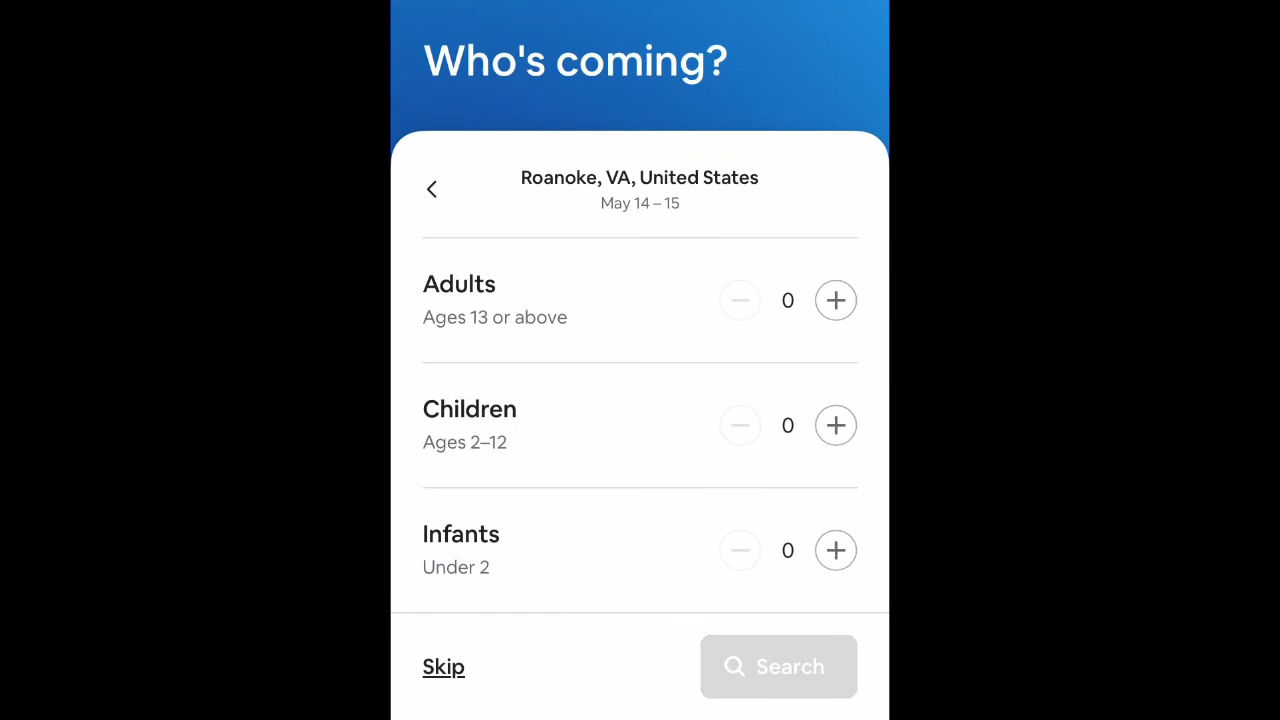 Who's coming?
Roanoke, VA, United States
May 14 – 15
Adults
Ages 13 or above
0
Children
Ages 2–12
0
Infants
Under 2
0
Skip
Search